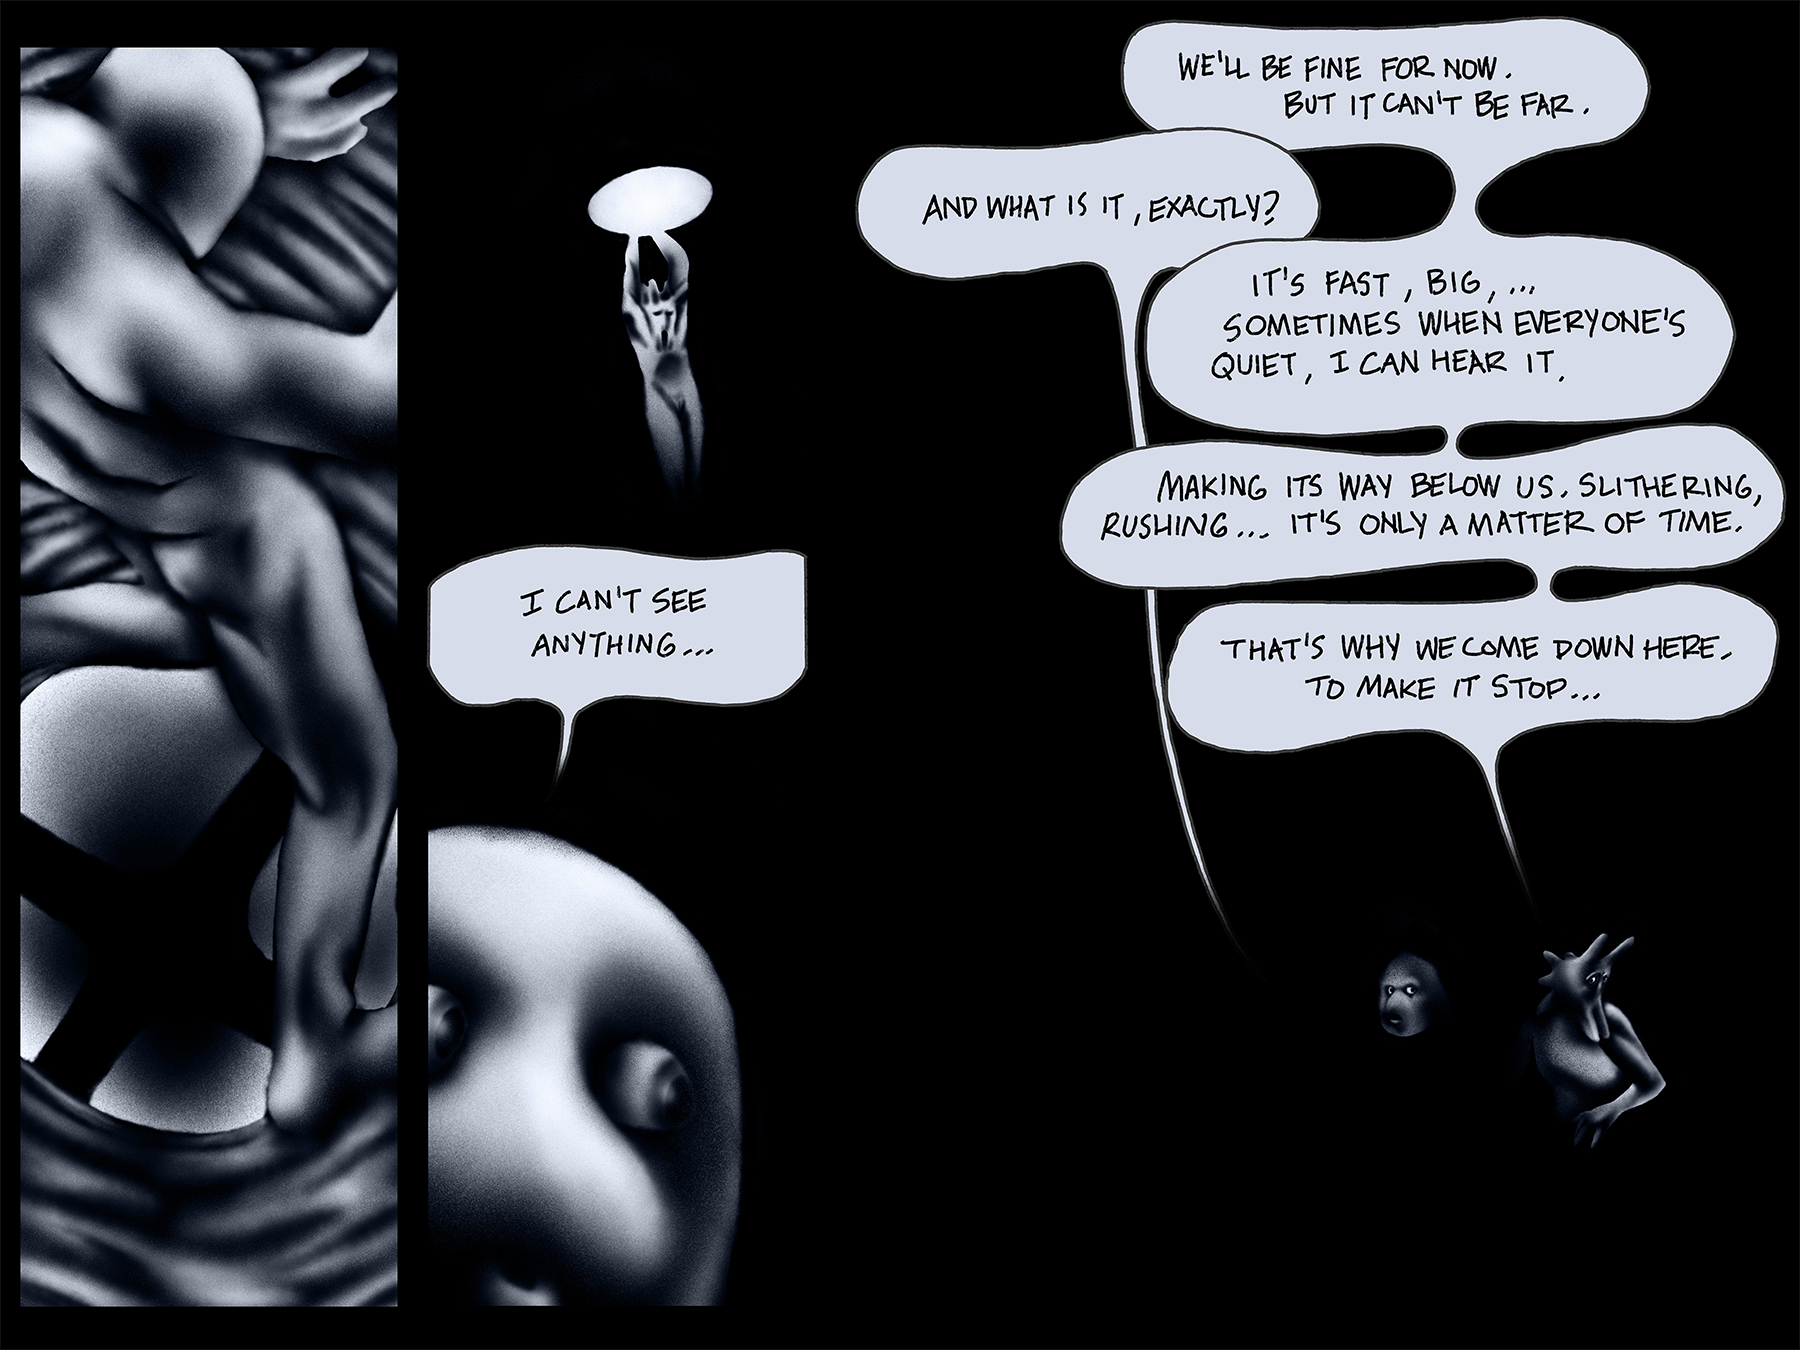 I CAN'T SEE
ANYTHING...
WE'LL BE FINE FOR NOW.
BUT IT CAN'T BE FAR.
AND WHAT IS IT, EXACTLY?
IT'S FAST, BIG, ...
SOMETIMES WHEN EVERYONE'S
QUIET, I CAN HEAR IT.
MAKING ITS WAY BELOW US. SLITHERING,
RUSHING... IT'S ONLY A MATTER OF TIME.
THAT'S WHY WE COME DOWN HERE.
TO MAKE IT STOP...